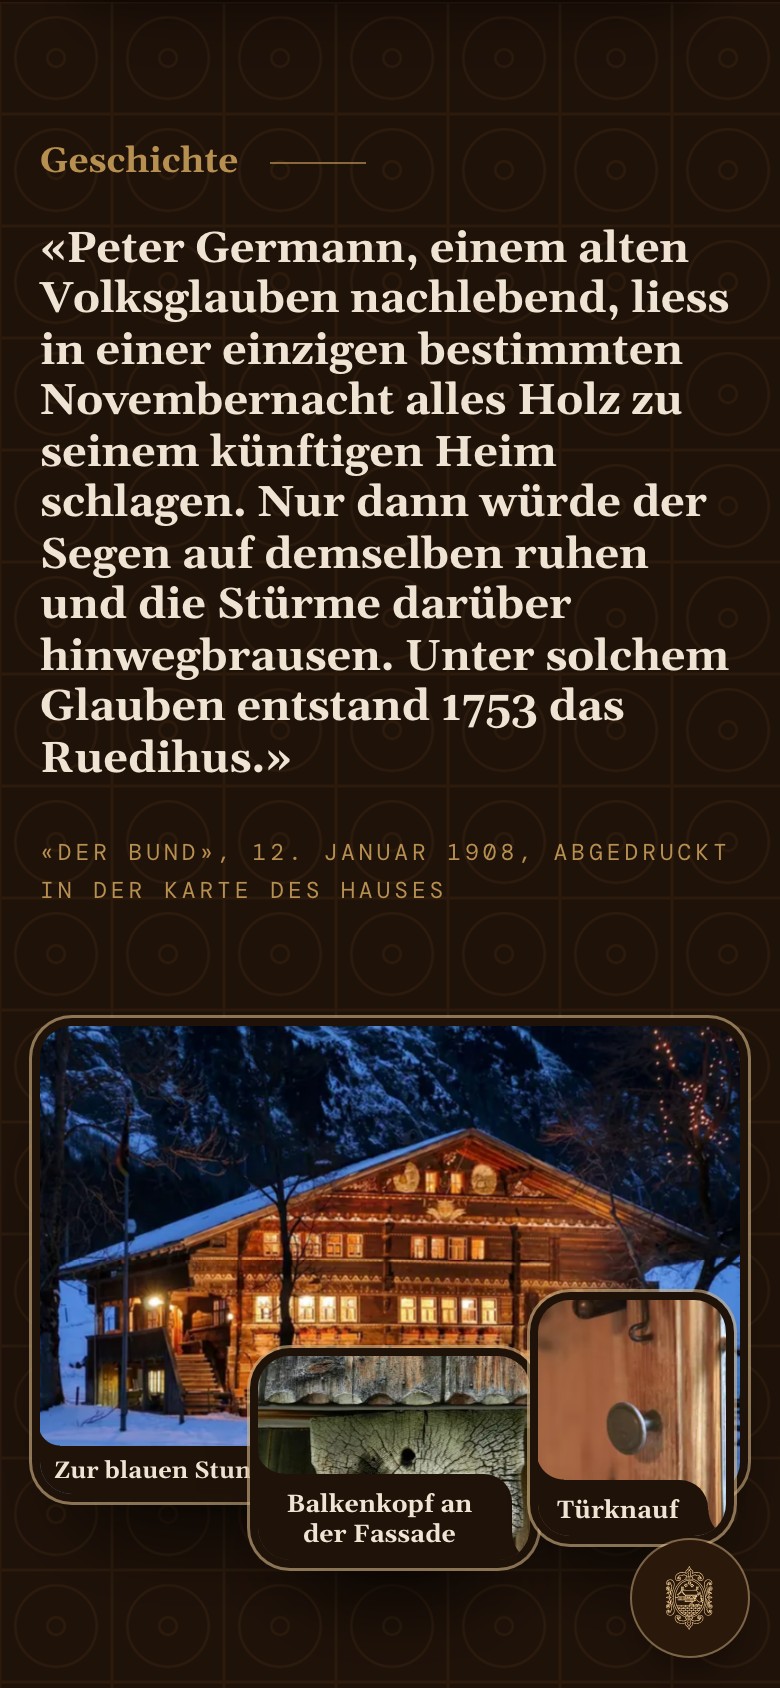 Geschichte
«Peter Germann, einem alten
Volksglauben nachlebend, liess
in einer einzigen bestimmten
Novembernacht alles Holz zu
seinem künftigen Heim
schlagen. Nur dann würde der
Segen auf demselben ruhen
und die Stürme darüber
hinwegbrausen. Unter solchem
Glauben entstand 1753 das
Ruedihus.»
«DER BUND», 12. JANUAR 1908, ABGEDRUCKT
IN DER KARTE DES HAUSES
Zur blauen
Balkenkopf an
der Fassade
Türknauf